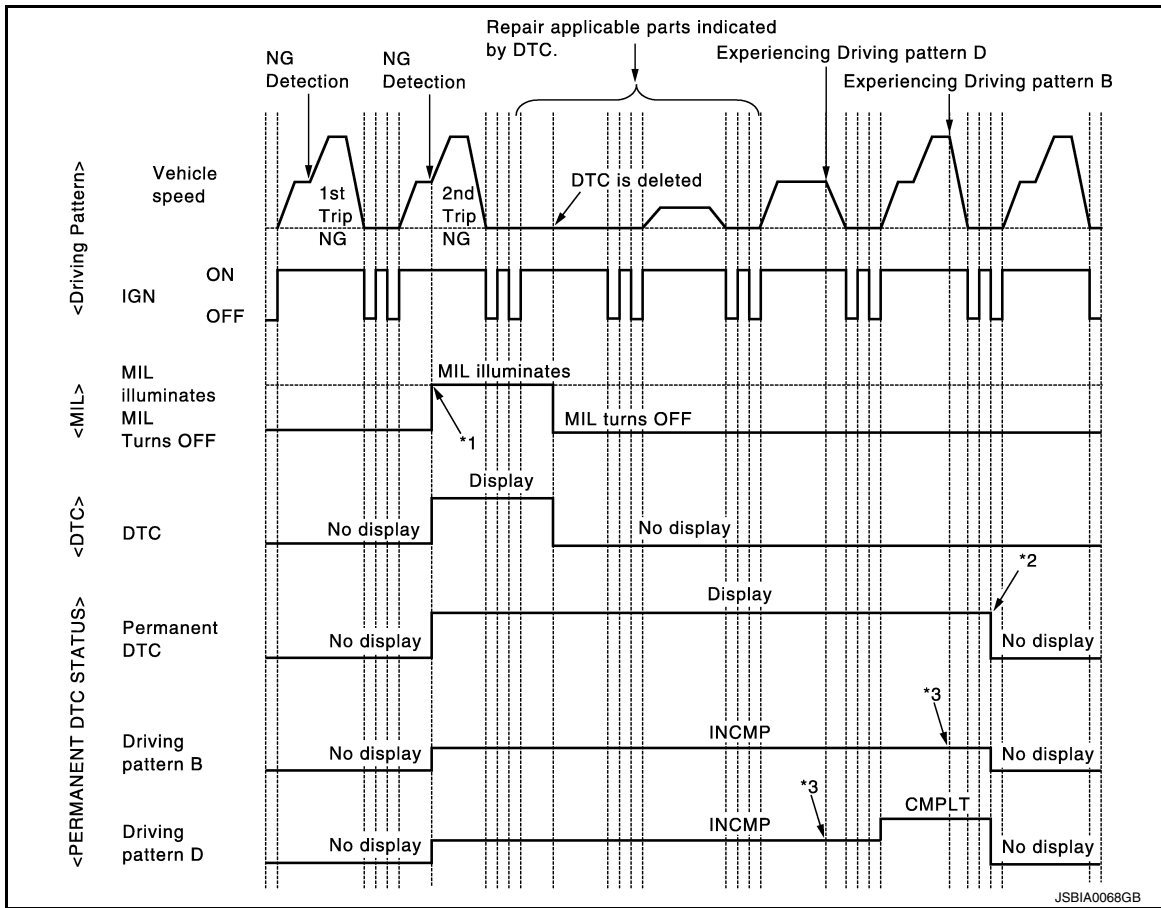 Repair applicable parts indicated
by DTC.
NG
Detection
NG
Detection
Experiencing Driving pattern D
Experiencing Driving pattern B
<Driving Pattern>
Vehicle
speed
1st
Trip
NG
2nd
Trip
NG
DTC is deleted
IGN
ON
OFF
<MIL>
MIL
illuminates
MIL
Turns OFF
MIL illuminates
*1
MIL turns OFF
<DTC>
DTC
No display
Display
No display
*2
<PERMANENT DTC STATUS>
Permanent
DTC
No display
Display
No display
Driving
pattern B
No display
INCMP
*3
No display
Driving
pattern D
No display
INCMP
*3
CMPLT
No display
JSBIA0068GB